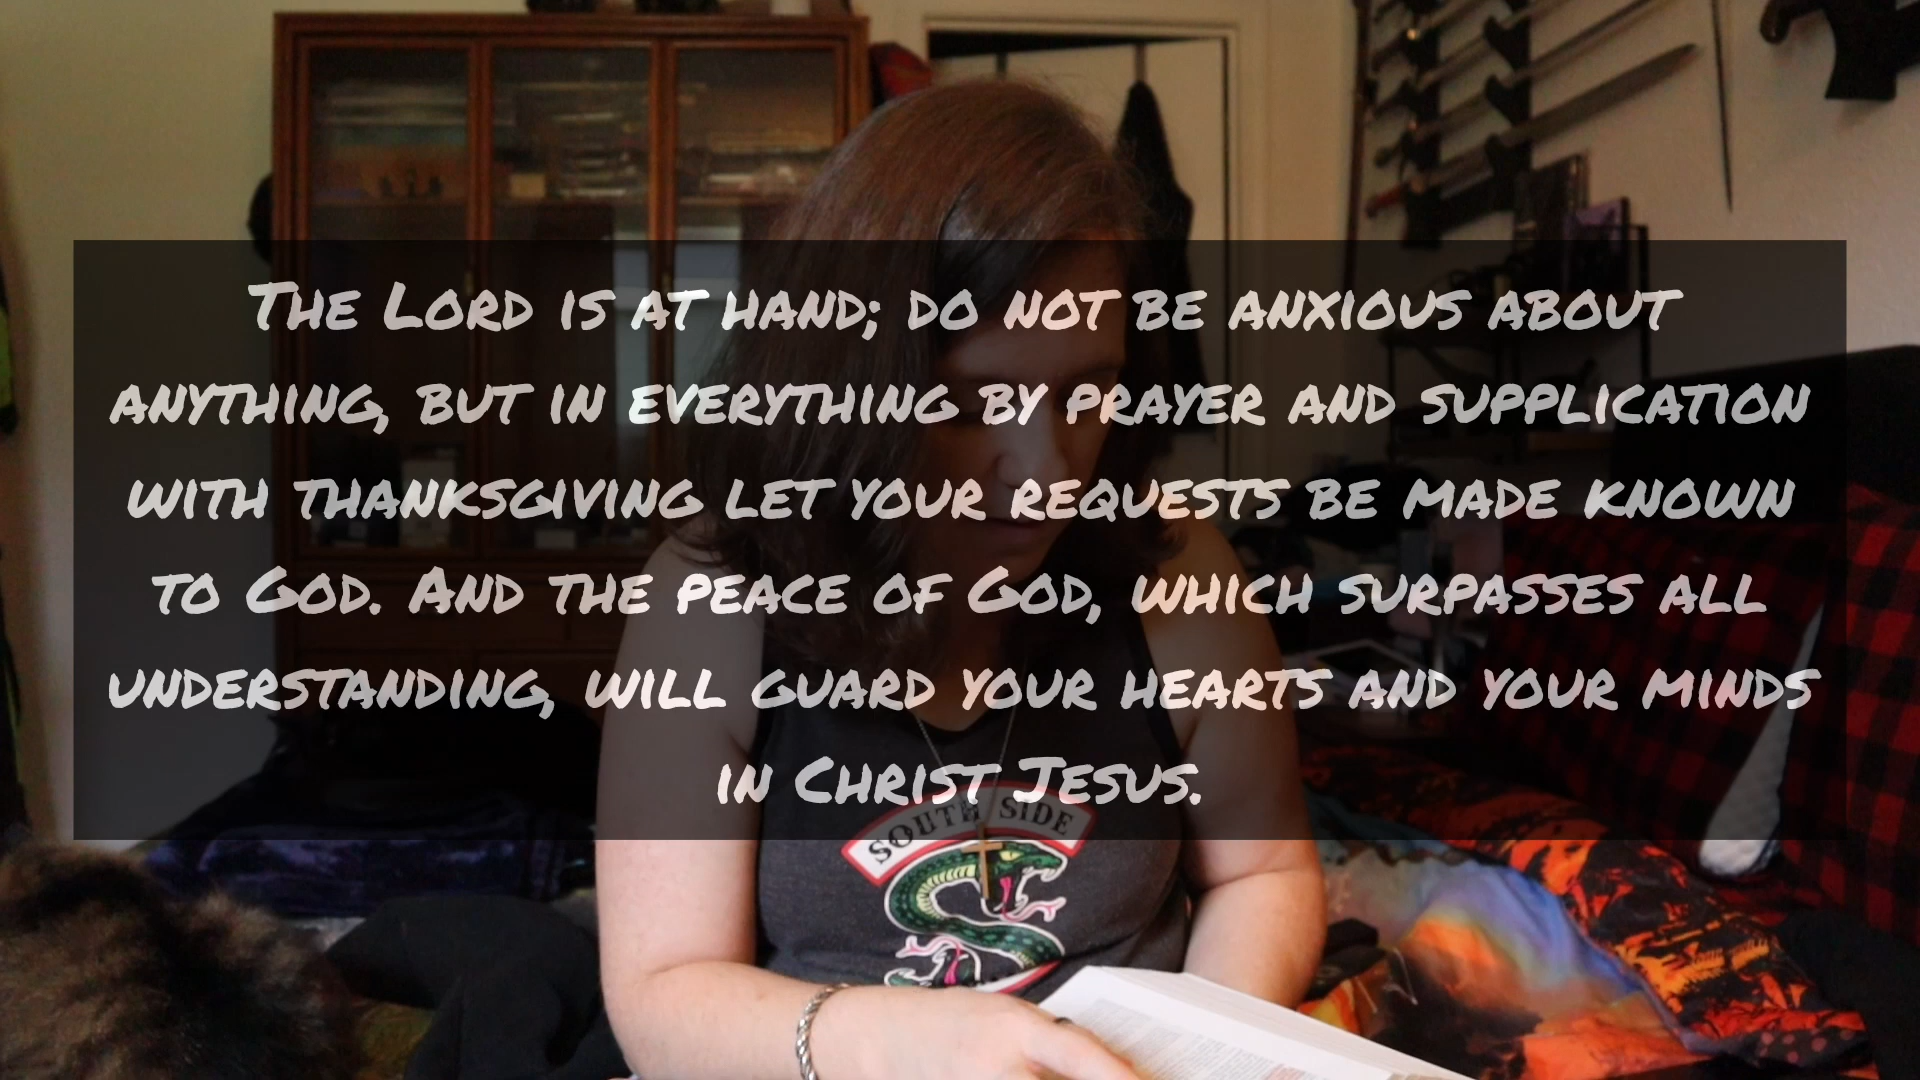 The Lord is at hand; do not be anxious about
anything, but in everything by prayer and supplication
with thanksgiving let your requests be made known
to God. And the peace of God, which surpasses all
understanding, will guard your hearts and your minds
in Christ Jesus.
SOUTH SIDE